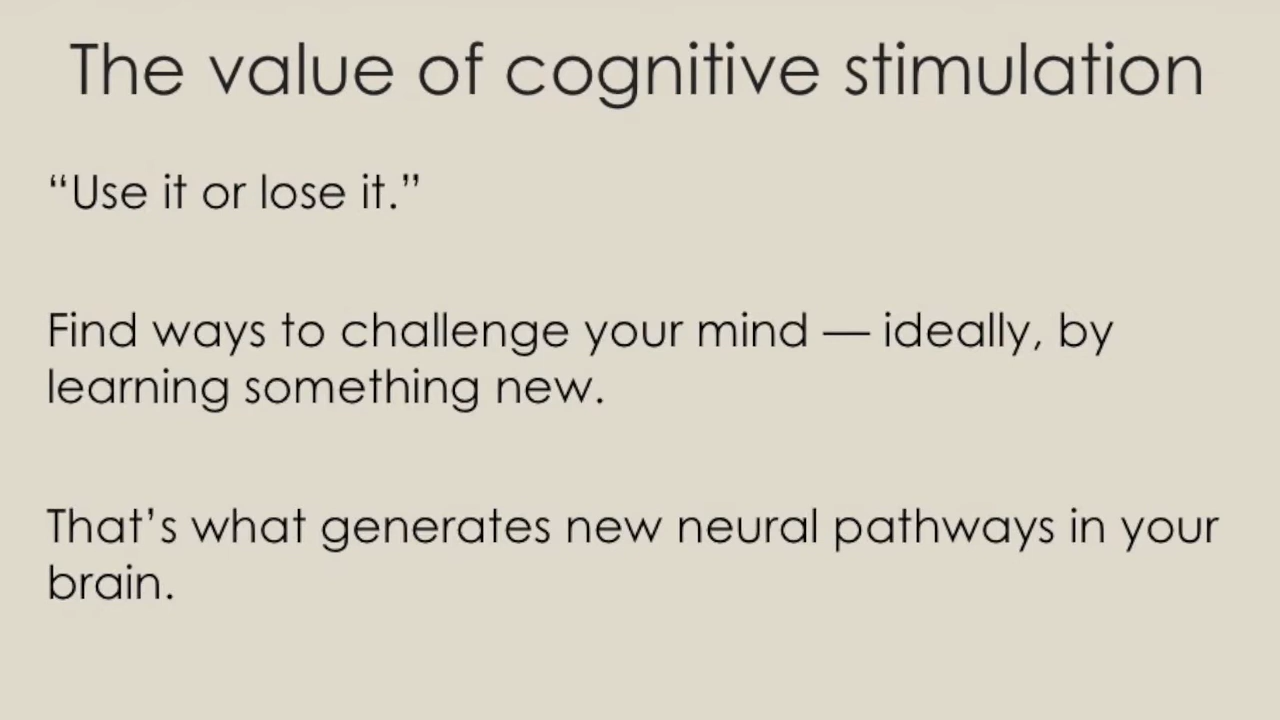 The value of cognitive stimulation
“Use it or lose it.”
Find ways to challenge your mind — ideally, by
learning something new.
That’s what generates new neural pathways in your
brain.